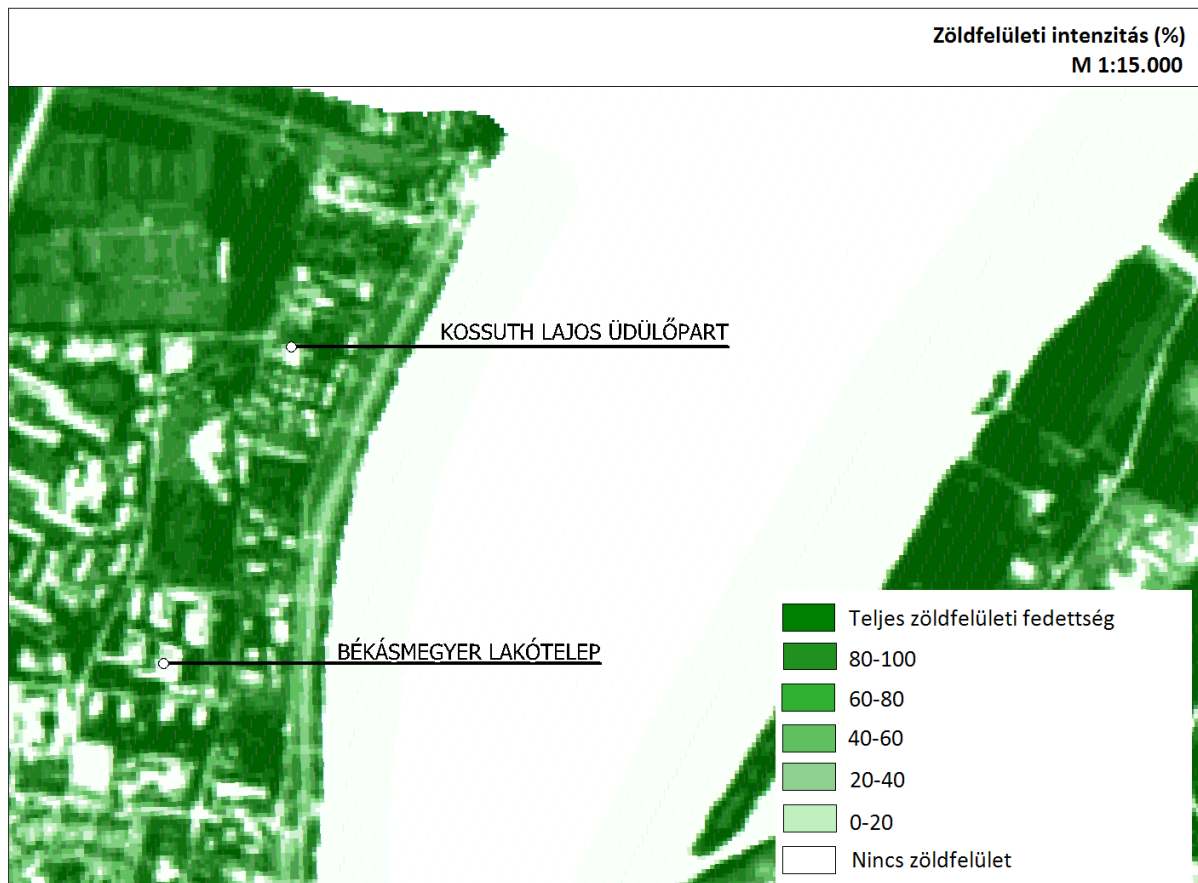 Zöldfelületi intenzitás (%)
M 1:15.000
KOSSUTH LAJOS ÜDÜLŐPART
BÉKÁSMEGYER LAKÓTELEP
Teljes zöldfelületi fedettség
80-100
60-80
40-60
20-40
0-20
Nincs zöldfelület